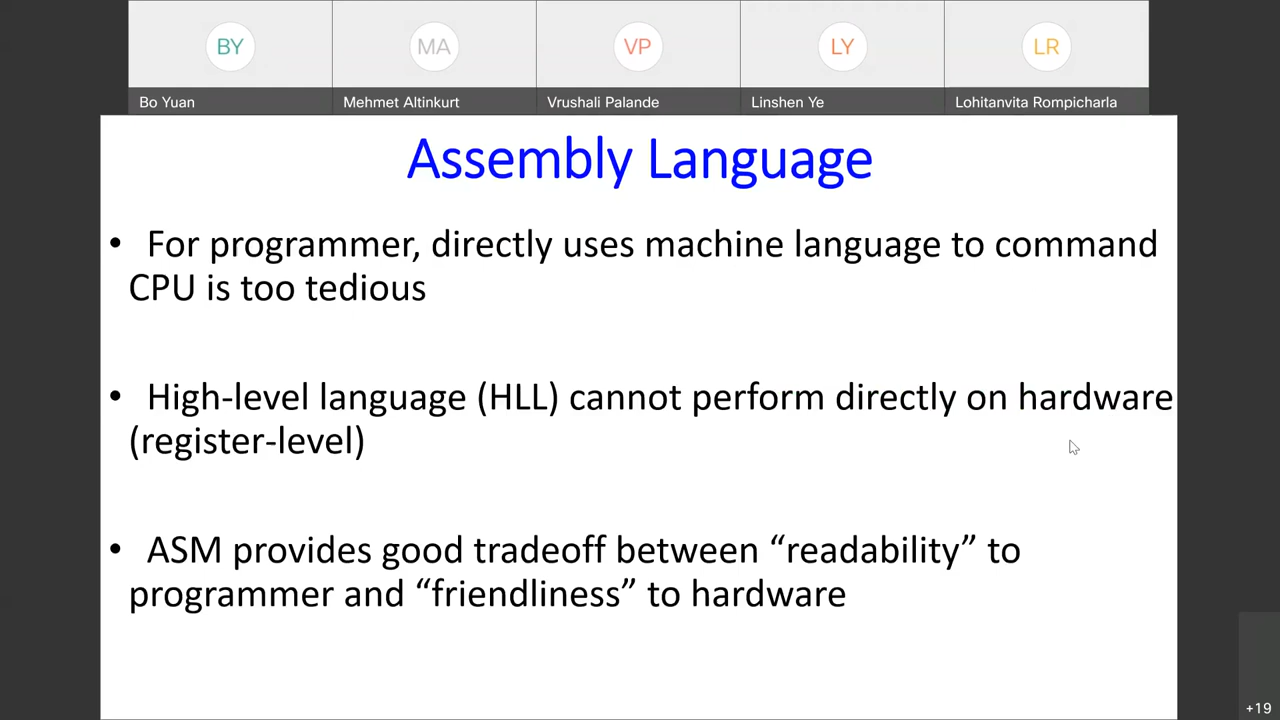 BY
MA
VP
LY
LR
Bo Yuan
Mehmet Altinkurt
Vrushali Palande
Linshen Ye
Lohitanvita Rompicharla
Assembly Language
• For programmer, directly uses machine language to command
CPU is too tedious
• High-level language (HLL) cannot perform directly on hardware
(register-level)
• ASM provides good tradeoff between “readability” to
programmer and “friendliness” to hardware
+19